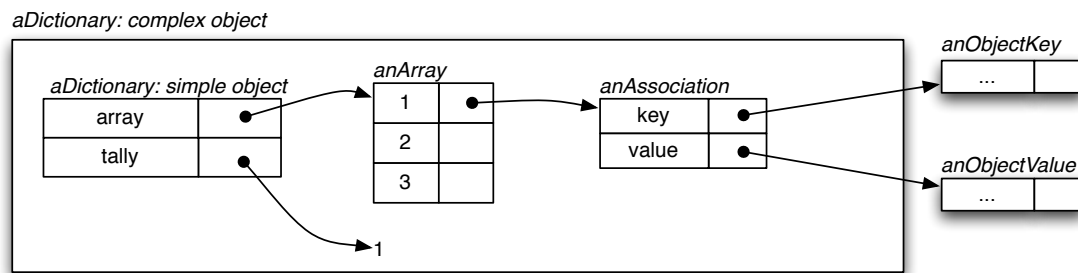 aDictionary: complex object
anObjectKey
...
aDictionary: simple object
array
tally
anArray
1
2
3
anAssociation
key
value
anObjectValue
...
1